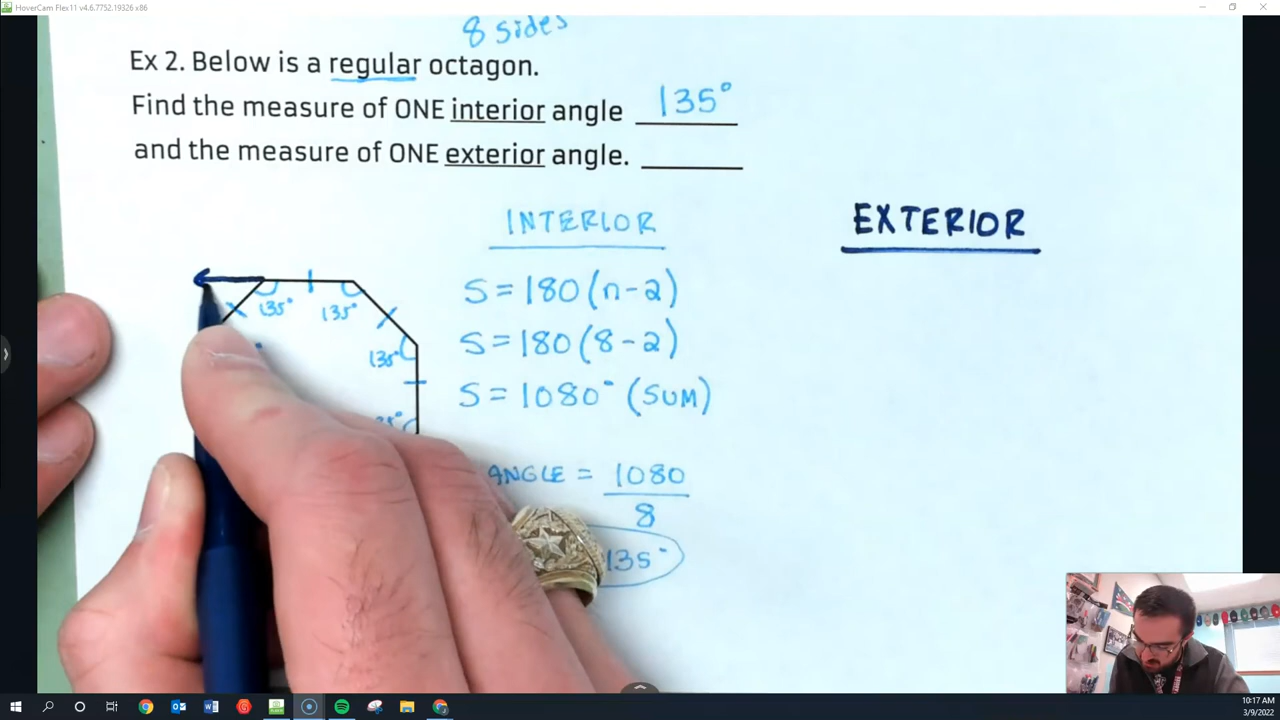 HoverCam Flex11 v4.6.7752.19326 x86
8 sides
Ex 2. Below is a regular octagon.
Find the measure of ONE interior angle 135°
and the measure of ONE exterior angle.
INTERIOR
EXTERIOR
S = 180(n-2)
135° 135°
S = 180(8-2)
135°
S = 1080° (SUM)
ANGLE = 1080
8
135°
10:17 AM
3/9/2022